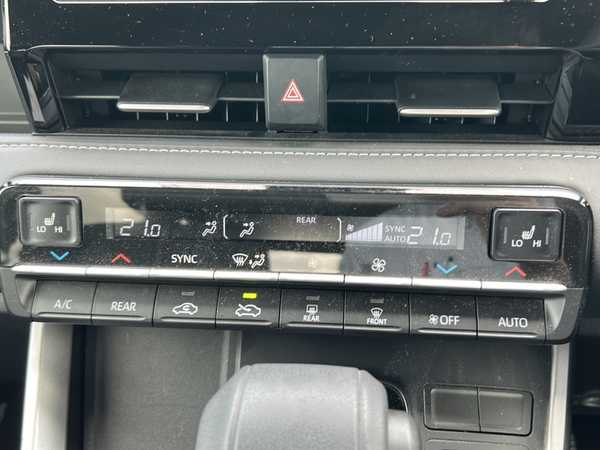 REAR
21.0
SYNC
AUTO
21.0
LO HI
LO HI
SYNC
A/C
REAR
REAR
FRONT
OFF
AUTO